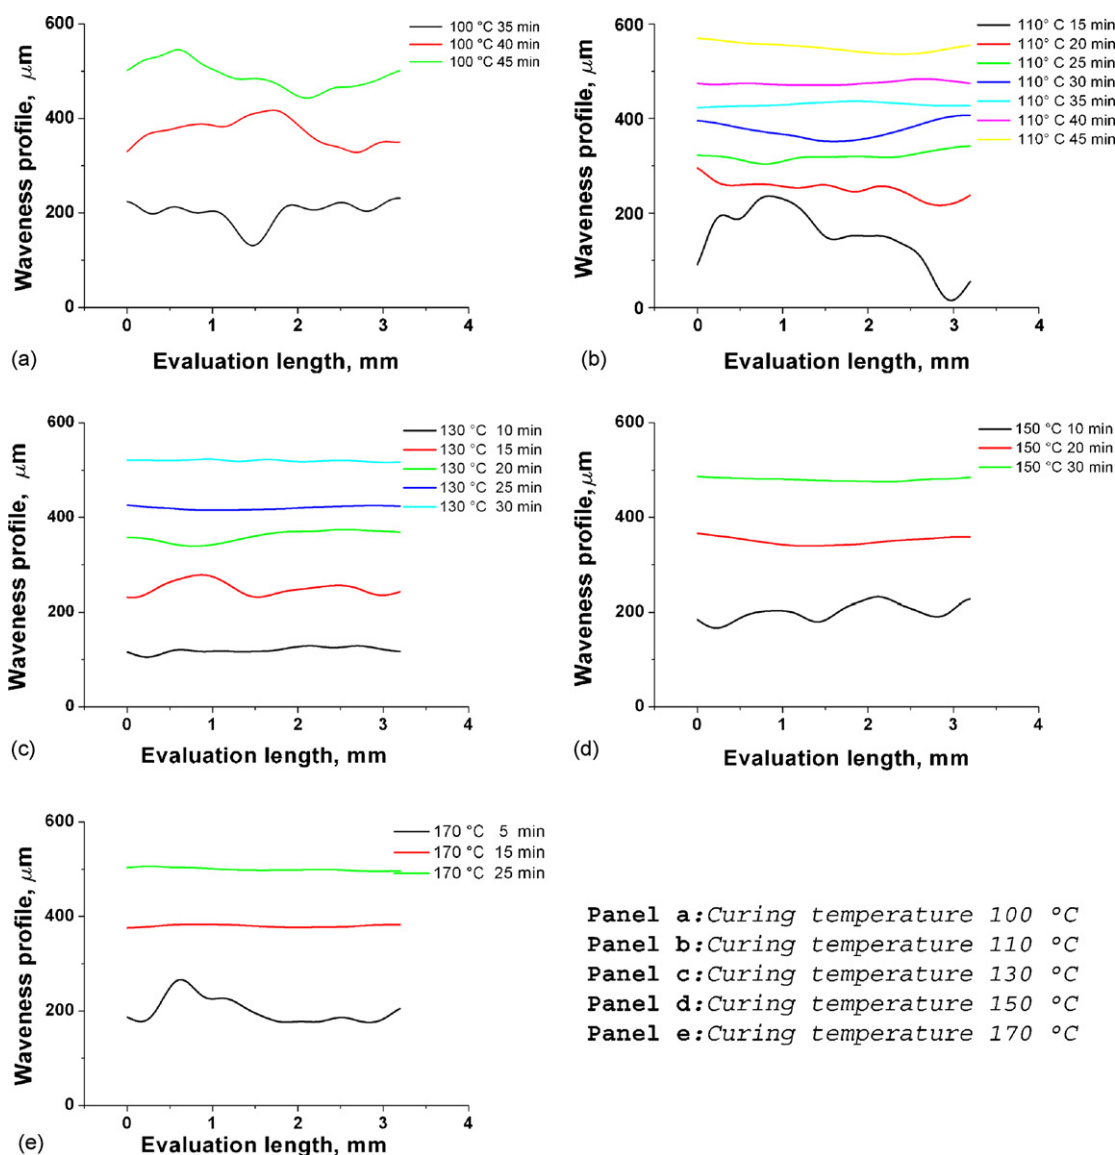 600
400
200
0
Waveness profile, μm
100 °C 35 min
100 °C 40 min
100 °C 45 min
0 1 2 3 4
(a) Evaluation length, mm
600
400
200
0
Waveness profile, μm
110° C 15 min
110° C 20 min
110° C 25 min
110° C 30 min
110° C 35 min
110° C 40 min
110° C 45 min
0 1 2 3 4
(b) Evaluation length, mm
600
400
200
0
Waveness profile, μm
130 °C 10 min
130 °C 15 min
130 °C 20 min
130 °C 25 min
130 °C 30 min
0 1 2 3 4
(c) Evaluation length, mm
600
400
200
0
Waveness profile, μm
150 °C 10 min
150 °C 20 min
150 °C 30 min
0 1 2 3 4
(d) Evaluation length, mm
600
400
200
0
Waveness profile, μm
170 °C 5 min
170 °C 15 min
170 °C 25 min
0 1 2 3 4
(e) Evaluation length, mm
Panel a:Curing temperature 100 °C
Panel b:Curing temperature 110 °C
Panel c:Curing temperature 130 °C
Panel d:Curing temperature 150 °C
Panel e:Curing temperature 170 °C